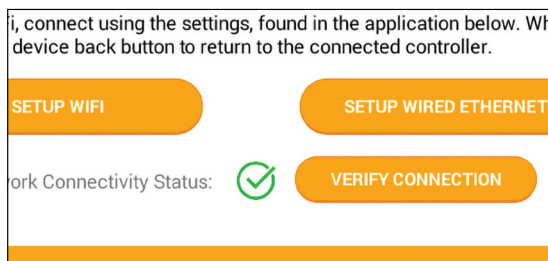 i, connect using the settings, found in the application below. Wh
device back button to return to the connected controller.
SETUP WIFI
SETUP WIRED ETHERNET
ork Connectivity Status:
VERIFY CONNECTION